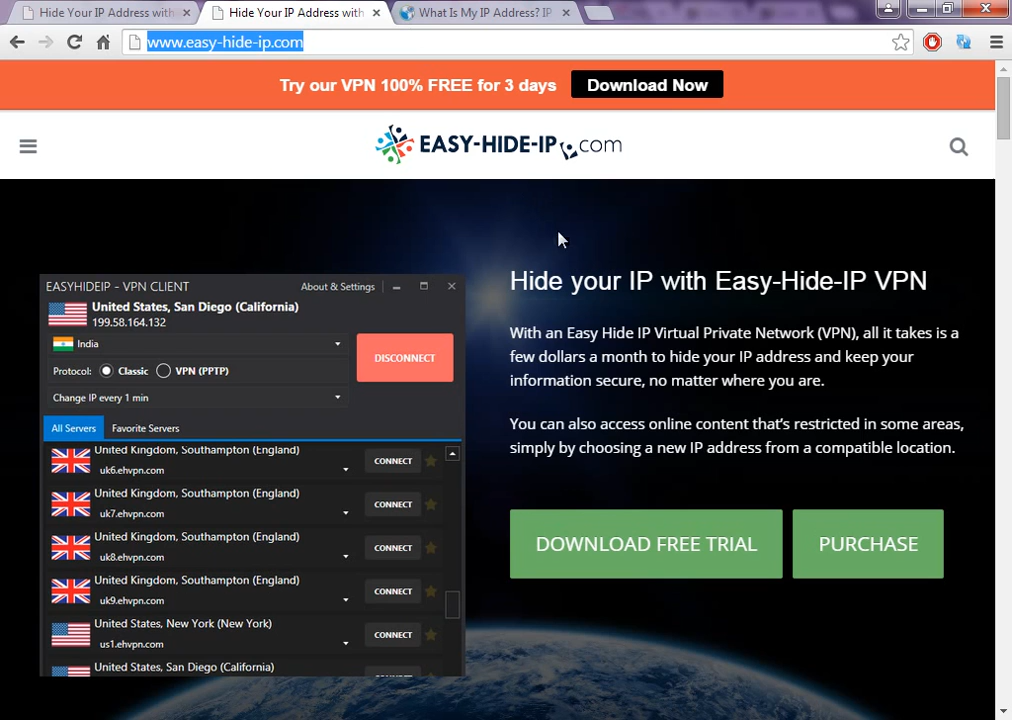 Hide Your IP Address with
Hide Your IP Address with
What Is My IP Address? IP
www.easy-hide-ip.com
Try our VPN 100% FREE for 3 days
Download Now
EASY-HIDE-IP.com
EASYHIDEIP - VPN CLIENT
About & Settings
United States, San Diego (California)
199.58.164.132
India
DISCONNECT
Protocol: Classic VPN (PPTP)
Change IP every 1 min
All Servers Favorite Servers
United Kingdom, Southampton (England)
uk6.ehvpn.com
CONNECT
United Kingdom, Southampton (England)
uk7.ehvpn.com
CONNECT
United Kingdom, Southampton (England)
uk8.ehvpn.com
CONNECT
United Kingdom, Southampton (England)
uk9.ehvpn.com
CONNECT
United States, New York (New York)
us1.ehvpn.com
CONNECT
United States, San Diego (California)
Hide your IP with Easy-Hide-IP VPN
With an Easy Hide IP Virtual Private Network (VPN), all it takes is a
few dollars a month to hide your IP address and keep your
information secure, no matter where you are.
You can also access online content that's restricted in some areas,
simply by choosing a new IP address from a compatible location.
DOWNLOAD FREE TRIAL
PURCHASE